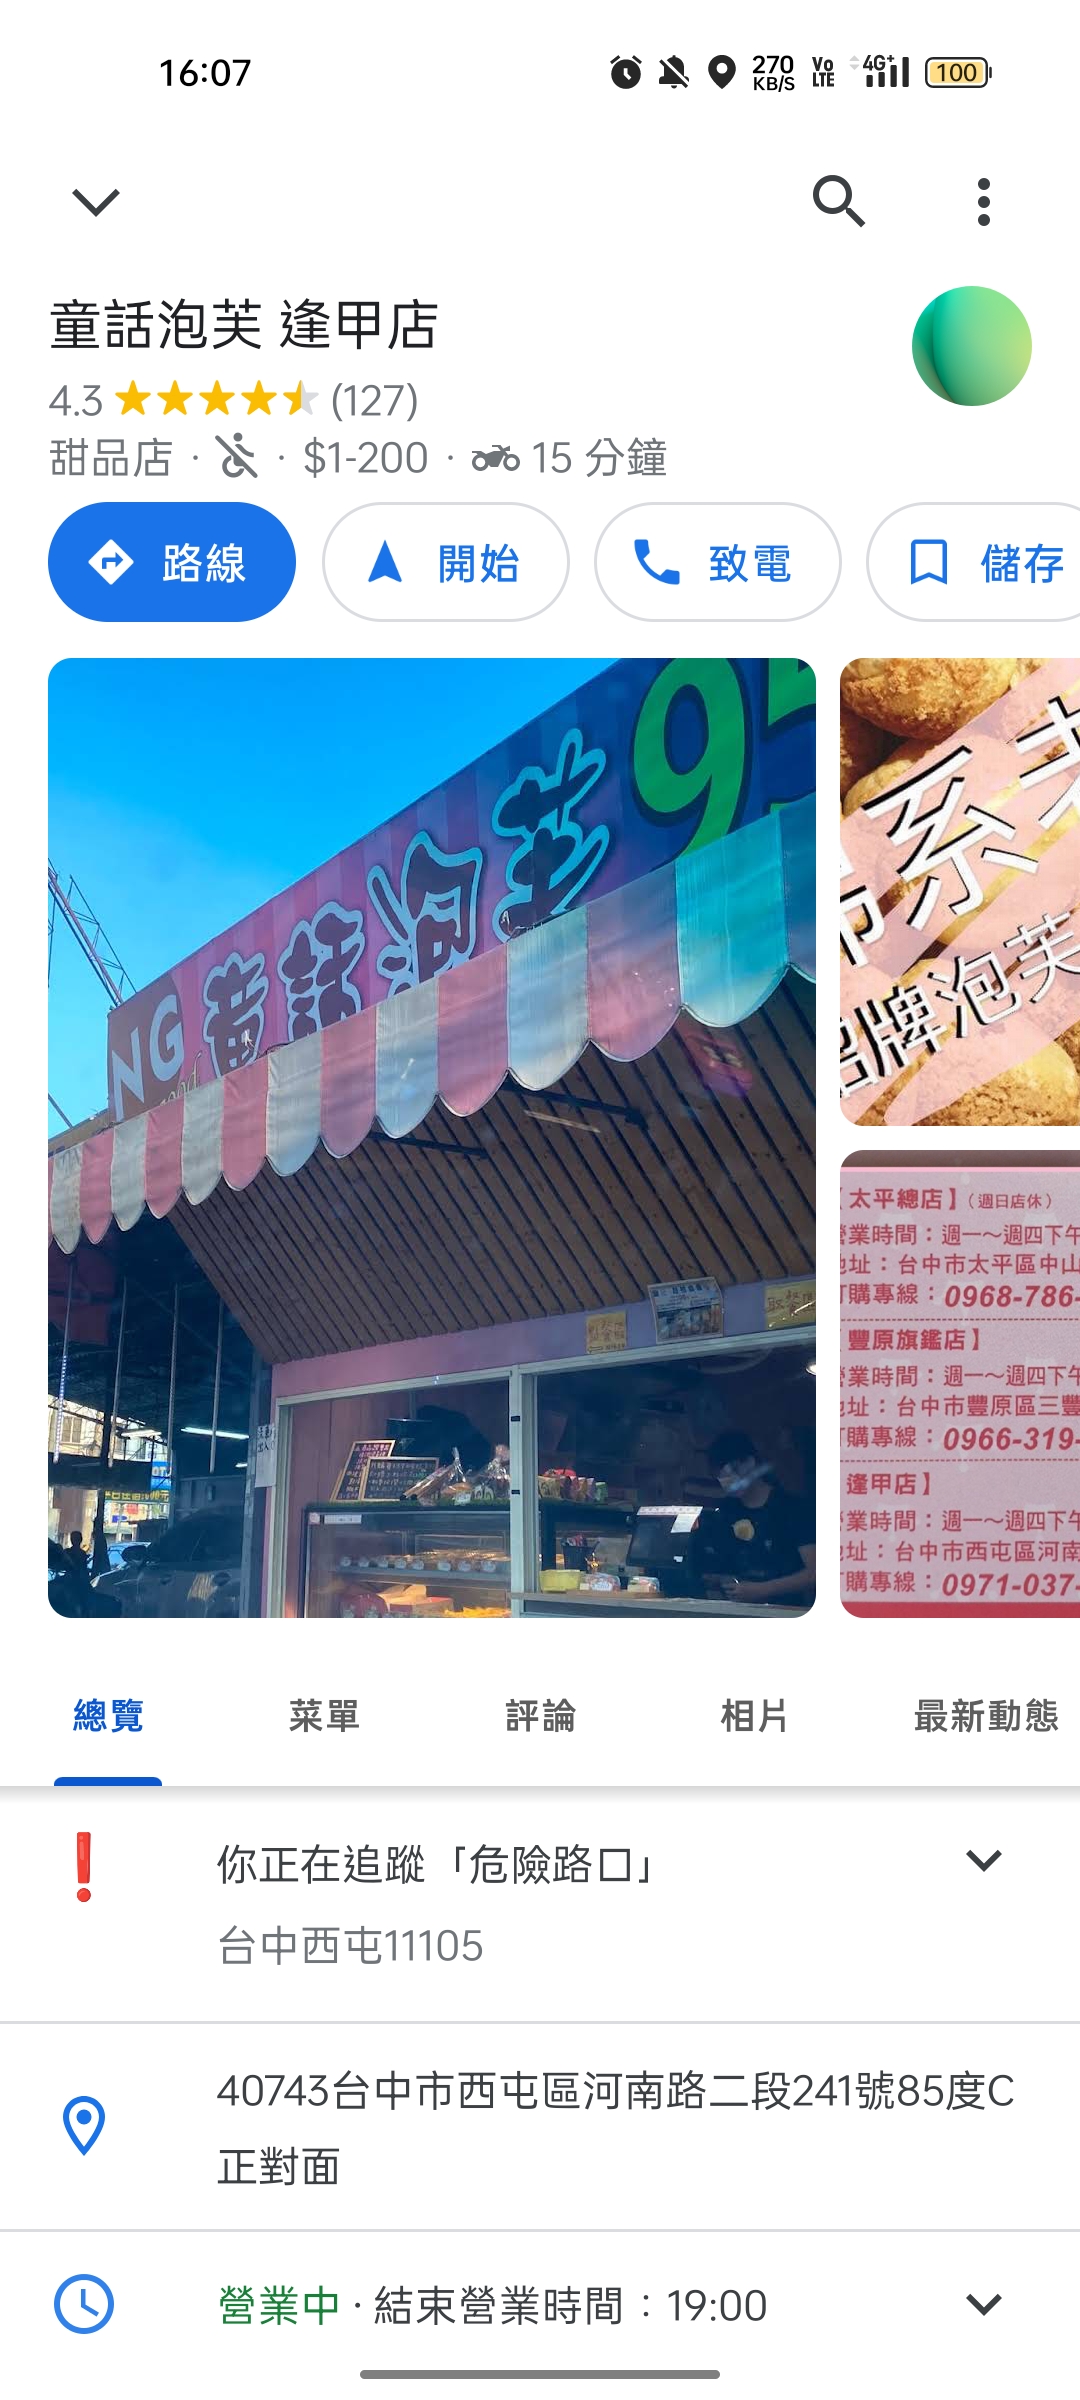 16:07
270
KB/S
Vo
LTE
4G+
100
童話泡芙 逢甲店
4.3
(127)
甜品店 · · $1-200 · 15 分鐘
路線
開始
致電
儲存
95
童話泡芙
NG
系
招牌泡芙
太平總店】(週日店休)
營業時間：週一～週四下午
地址：台中市太平區中山
訂購專線：0968-786-
豐原旗鑑店】
營業時間：週一～週四下午
地址：台中市豐原區三豐
訂購專線：0966-319-
逢甲店】
營業時間：週一～週四下午
地址：台中市西屯區河南
訂購專線：0971-037-
總覽
菜單
評論
相片
最新動態
你正在追蹤「危險路口」
台中西屯11105
40743台中市西屯區河南路二段241號85度C
正對面
營業中 · 結束營業時間：19:00